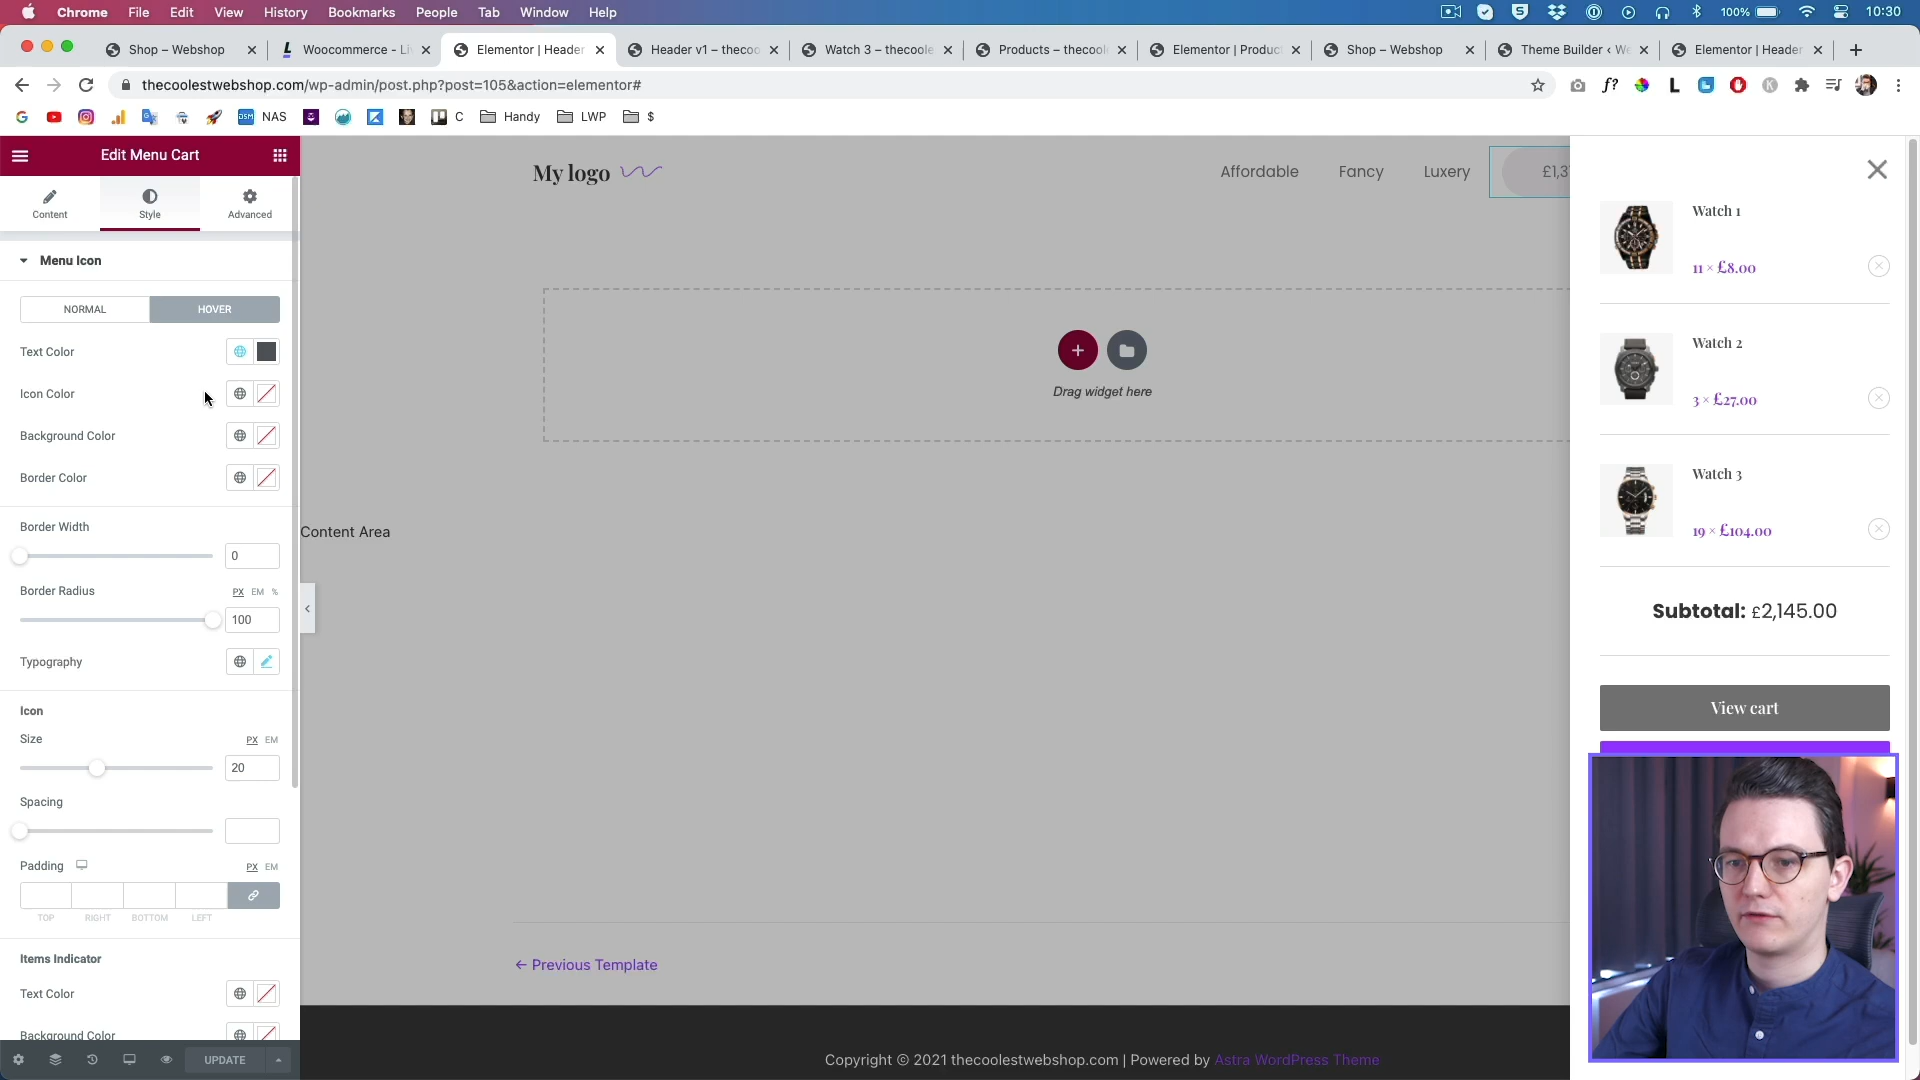 Chrome File Edit View History Bookmarks People Tab Window Help 100% 10:30
Shop – Webshop
Woocommerce - Li
Elementor | Header
Header v1 – thecoo
Watch 3 – thecoole
Products – thecool
Elementor | Produc
Shop – Webshop
Theme Builder ‹ W
Elementor | Header
thecoolestwebshop.com/wp-admin/post.php?post=105&action=elementor#
f?
NAS C Handy LWP $
Edit Menu Cart
Content Style Advanced
Menu Icon
NORMAL HOVER
Text Color
Icon Color
Background Color
Border Color
Border Width
0
Border Radius PX EM %
100
Typography
Icon
Size PX EM
20
Spacing
Padding PX EM
TOP RIGHT BOTTOM LEFT
Items Indicator
Text Color
Background Color
UPDATE
My logo
Affordable Fancy Luxury £1,3
Drag widget here
Content Area
← Previous Template
Copyright © 2021 thecoolestwebshop.com | Powered by Astra WordPress Theme
Watch 1
11 × £8.00
Watch 2
3 × £27.00
Watch 3
19 × £104.00
Subtotal: £2,145.00
View cart